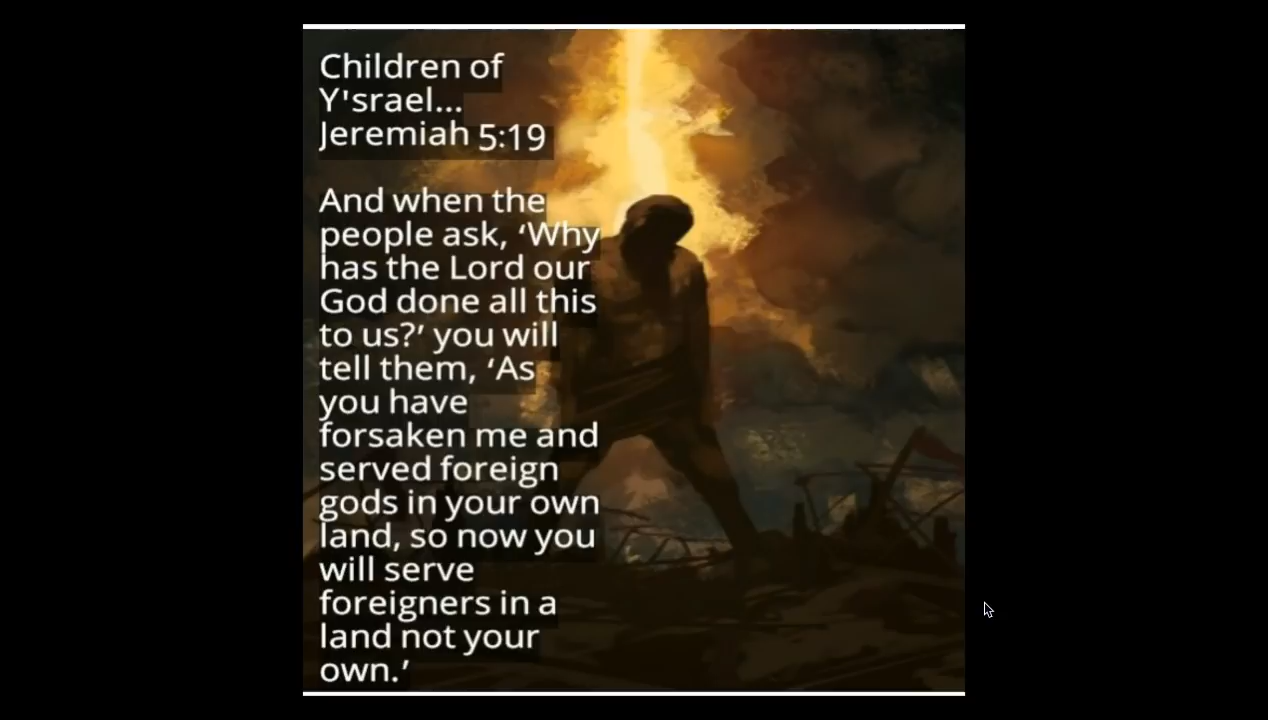 Children of
Y'srael...
Jeremiah 5:19
And when the
people ask, ‘Why
has the Lord our
God done all this
to us?’ you will
tell them, ‘As
you have
forsaken me and
served foreign
gods in your own
land, so now you
will serve
foreigners in a
land not your
own.’